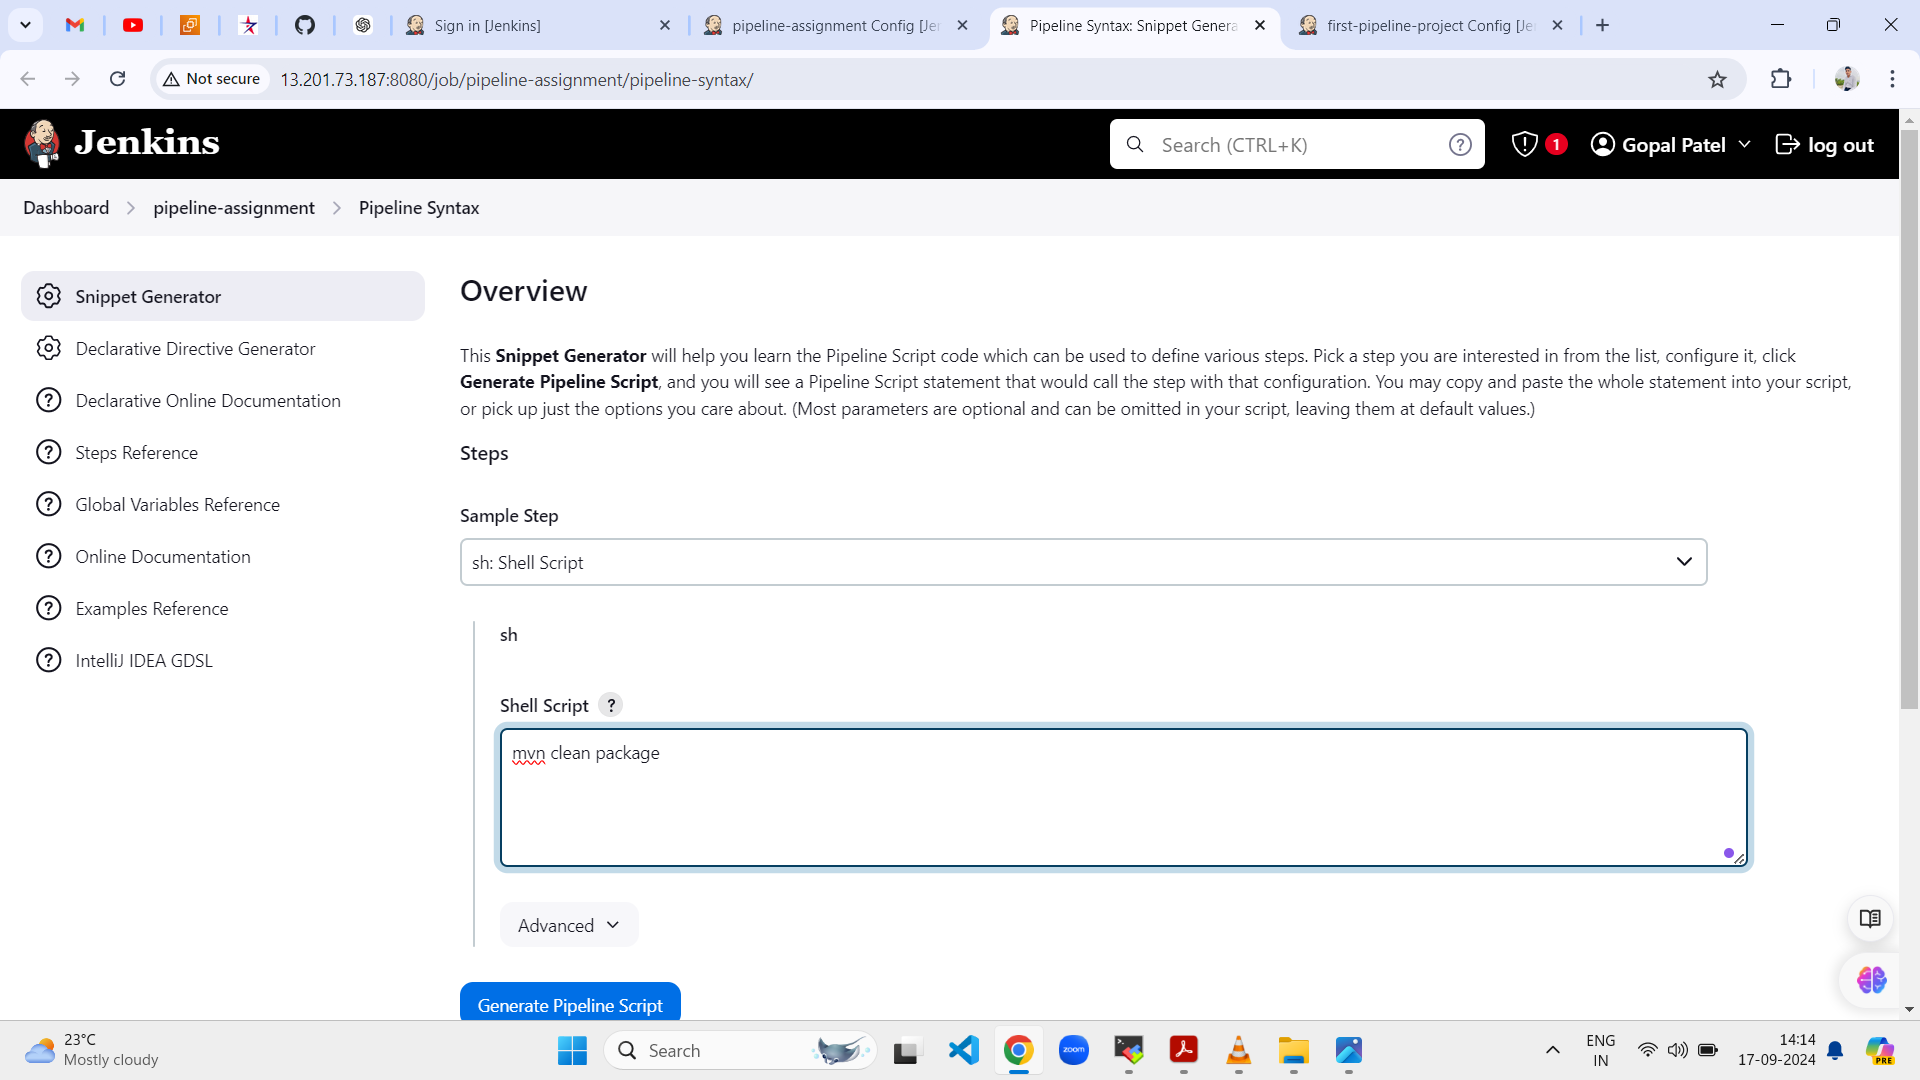 Sign in [Jenkins]
pipeline-assignment Config [Je
Pipeline Syntax: Snippet Genera
first-pipeline-project Config [Je
Not secure
13.201.73.187:8080/job/pipeline-assignment/pipeline-syntax/
Jenkins
Search (CTRL+K)
?
1
Gopal Patel
log out
Dashboard
pipeline-assignment
Pipeline Syntax
Snippet Generator
Declarative Directive Generator
Declarative Online Documentation
Steps Reference
Global Variables Reference
Online Documentation
Examples Reference
IntelliJ IDEA GDSL
Overview
This Snippet Generator will help you learn the Pipeline Script code which can be used to define various steps. Pick a step you are interested in from the list, configure it, click
Generate Pipeline Script, and you will see a Pipeline Script statement that would call the step with that configuration. You may copy and paste the whole statement into your script,
or pick up just the options you care about. (Most parameters are optional and can be omitted in your script, leaving them at default values.)
Steps
Sample Step
sh: Shell Script
sh
Shell Script ?
mvn clean package
Advanced
Generate Pipeline Script
23°C
Mostly cloudy
Search
zoom
PRE
ENG
IN
14:14
17-09-2024